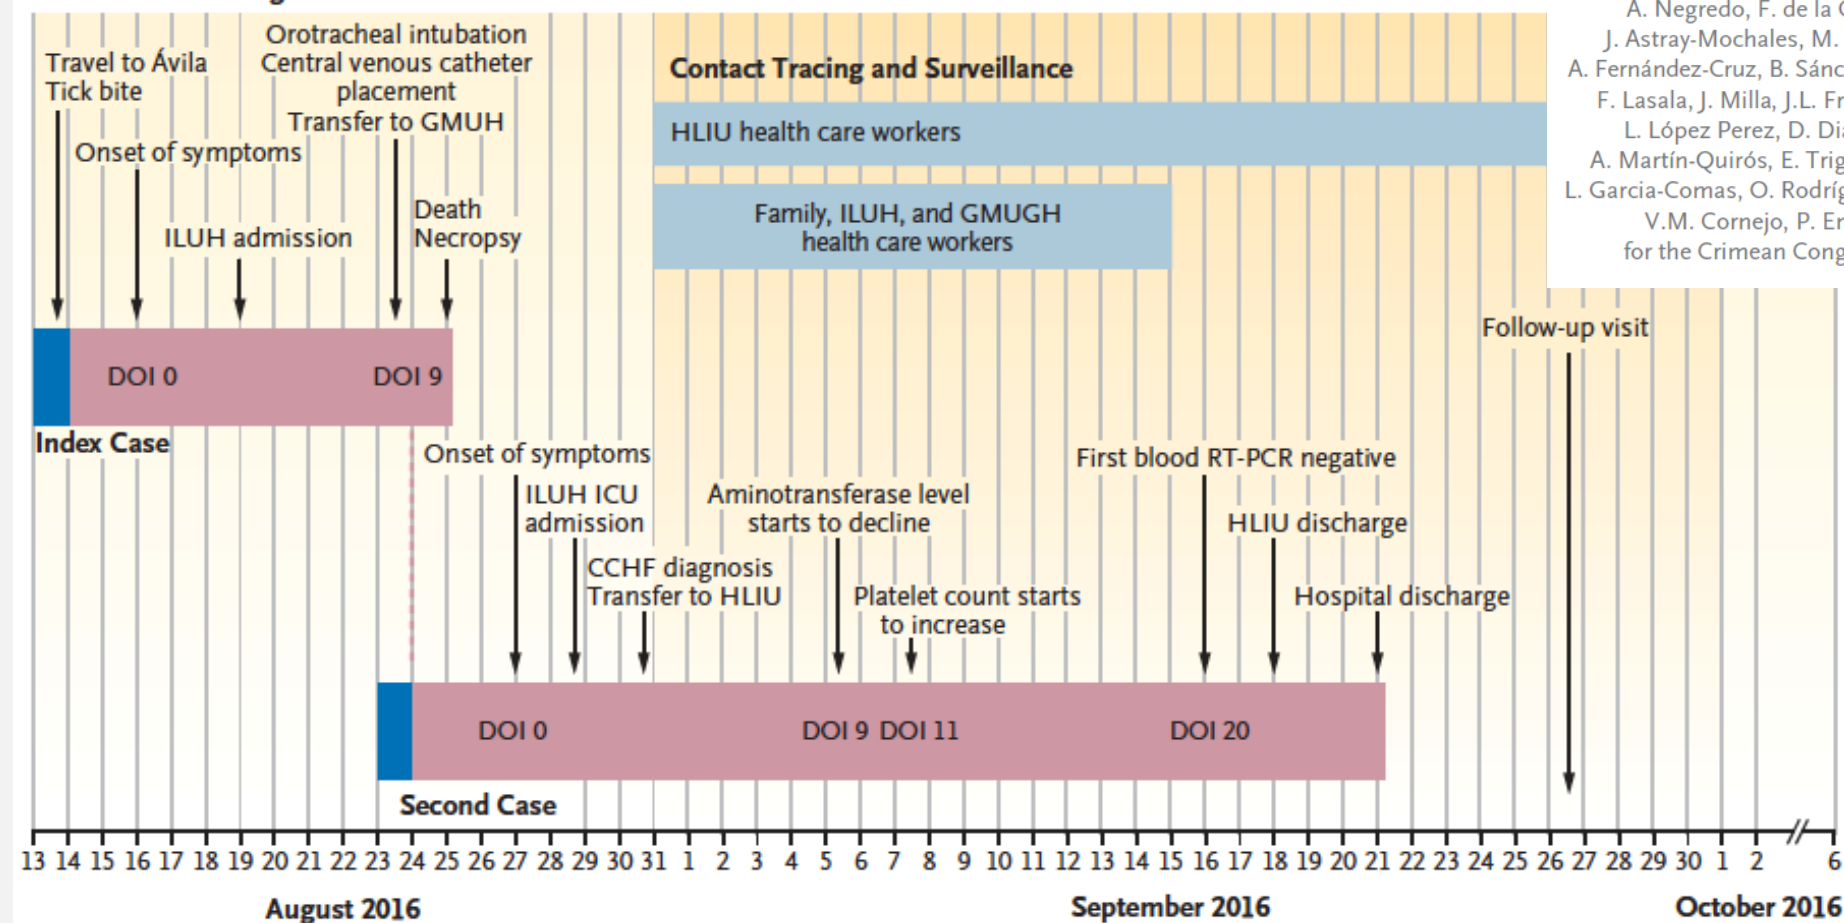 A. Negredo, F. de la
J. Astray-Mochales, M.
A. Fernández-Cruz, B. Sánc
F. Lasala, J. Milla, J.L. Fr
L. López Perez, D. Dia
A. Martín-Quirós, E. Trig
L. Garcia-Comas, O. Rodríg
V.M. Cornejo, P. Er
for the Crimean Cong
Travel to Ávila
Tick bite
Onset of symptoms
ILUH admission
Orotracheal intubation
Central venous catheter
placement
Transfer to GMUH
Death
Necropsy
Contact Tracing and Surveillance
HLIU health care workers
Family, ILUH, and GMUGH
health care workers
Follow-up visit
DOI 0 DOI 9
Index Case
Onset of symptoms
ILUH ICU
admission
CCHF diagnosis
Transfer to HLIU
Aminotransferase level
starts to decline
Platelet count starts
to increase
First blood RT-PCR negative
HLIU discharge
Hospital discharge
DOI 0 DOI 9 DOI 11 DOI 20
Second Case
13 14 15 16 17 18 19 20 21 22 23 24 25 26 27 28 29 30 31 1 2 3 4 5 6 7 8 9 10 11 12 13 14 15 16 17 18 19 20 21 22 23 24 25 26 27 28 29 30 1 2 6
August 2016 September 2016 October 2016